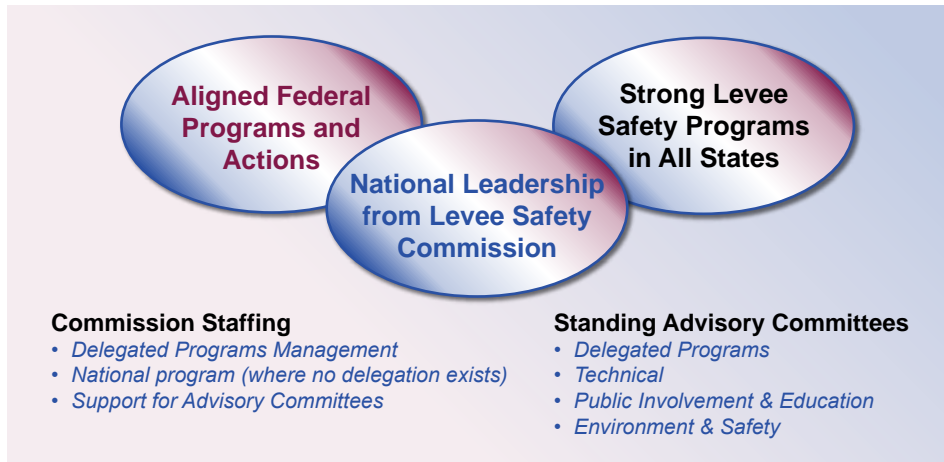 Aligned Federal
Programs and
Actions
Strong Levee
Safety Programs
in All States
National Leadership
from Levee Safety
Commission
Commission Staffing
• Delegated Programs Management
• National program (where no delegation exists)
• Support for Advisory Committees
Standing Advisory Committees
• Delegated Programs
• Technical
• Public Involvement & Education
• Environment & Safety